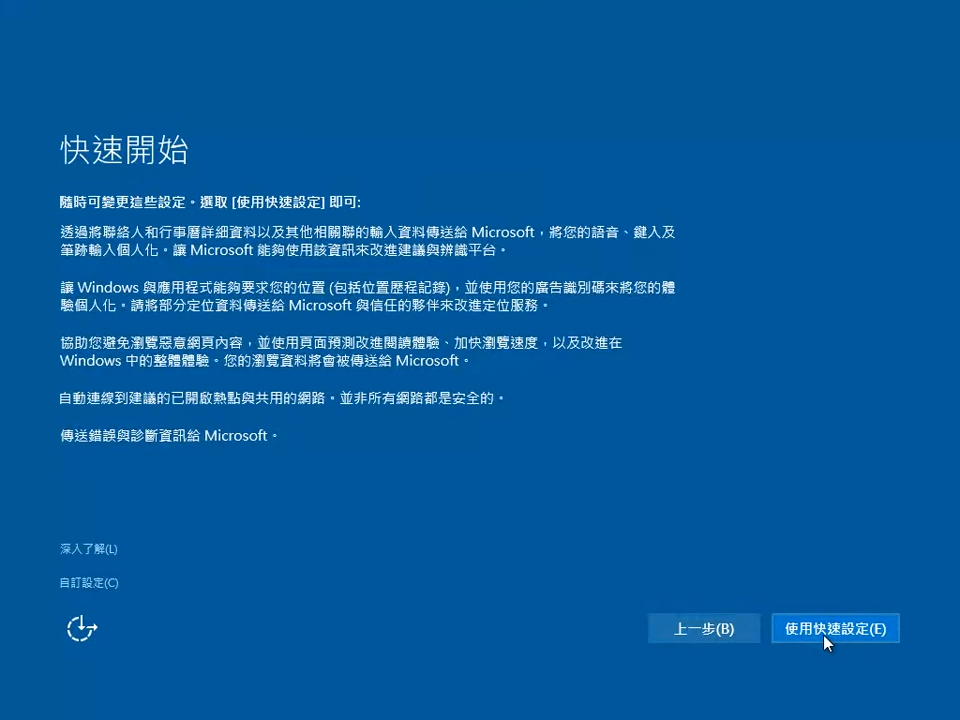 快速開始
隨時可變更這些設定。選取 [使用快速設定] 即可:
透過將聯絡人和行事曆詳細資料以及其他相關聯的輸入資料傳送給 Microsoft，將您的語音、鍵入及
筆跡輸入個人化。讓 Microsoft 能夠使用該資訊來改進建議與辨識平台。
讓 Windows 與應用程式能夠要求您的位置 (包括位置歷程記錄)，並使用您的廣告識別碼來將您的體
驗個人化。請將部分定位資料傳送給 Microsoft 與信任的夥伴來改進定位服務。
協助您避免瀏覽惡意網頁內容，並使用頁面預測改進閱讀體驗、加快瀏覽速度，以及改進在
Windows 中的整體體驗。您的瀏覽資料將會被傳送給 Microsoft。
自動連線到建議的已開啟熱點與共用的網路。並非所有網路都是安全的。
傳送錯誤與診斷資訊給 Microsoft。
深入了解(L)
自訂設定(C)
上一步(B)
使用快速設定(E)